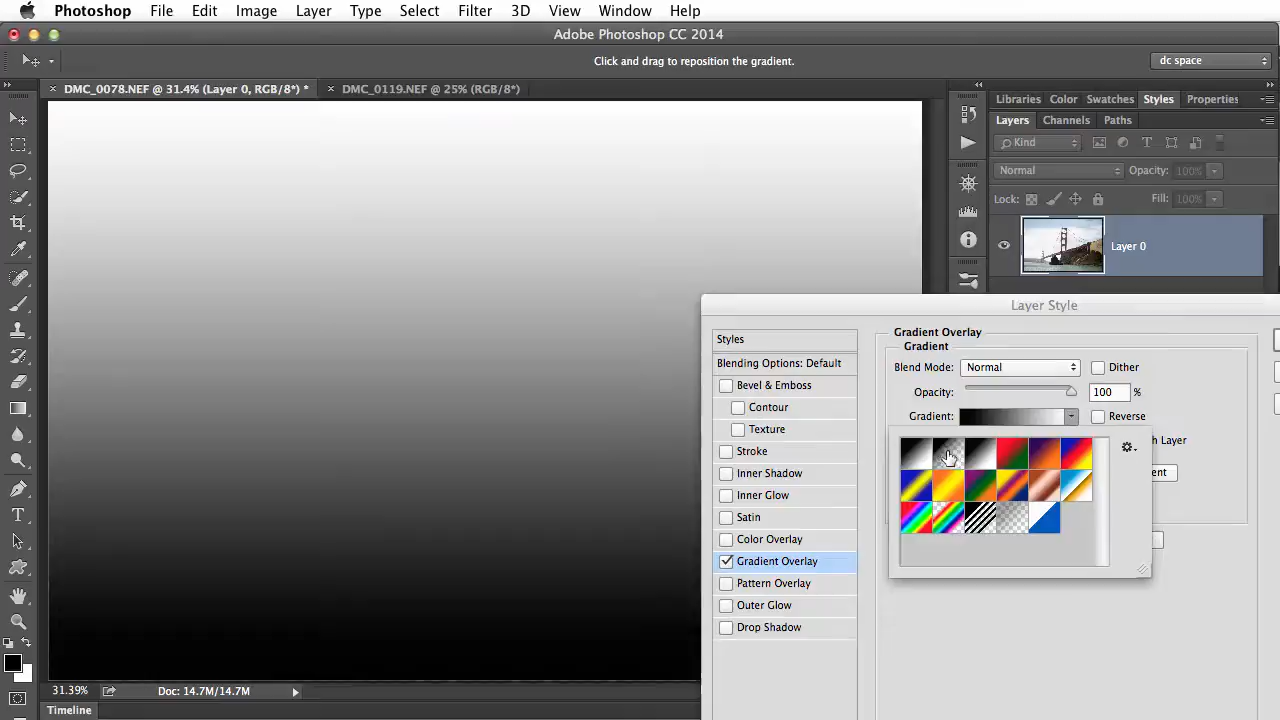 Photoshop File Edit Image Layer Type Select Filter 3D View Window Help
Adobe Photoshop CC 2014
Click and drag to reposition the gradient.
dc space
DMC_0078.NEF @ 31.4% (Layer 0, RGB/8*) *
DMC_0119.NEF @ 25% (RGB/8*)
Libraries Color Swatches Styles Properties
Layers Channels Paths
Kind
Normal Opacity: 100%
Lock: Fill: 100%
Layer 0
Layer Style
Styles
Blending Options: Default
Bevel & Emboss
Contour
Texture
Stroke
Inner Shadow
Inner Glow
Satin
Color Overlay
Gradient Overlay
Pattern Overlay
Outer Glow
Drop Shadow
Gradient Overlay
Gradient
Blend Mode: Normal Dither
Opacity: 100 %
Gradient: Reverse
h Layer
ent
31.39% Doc: 14.7M/14.7M
Timeline